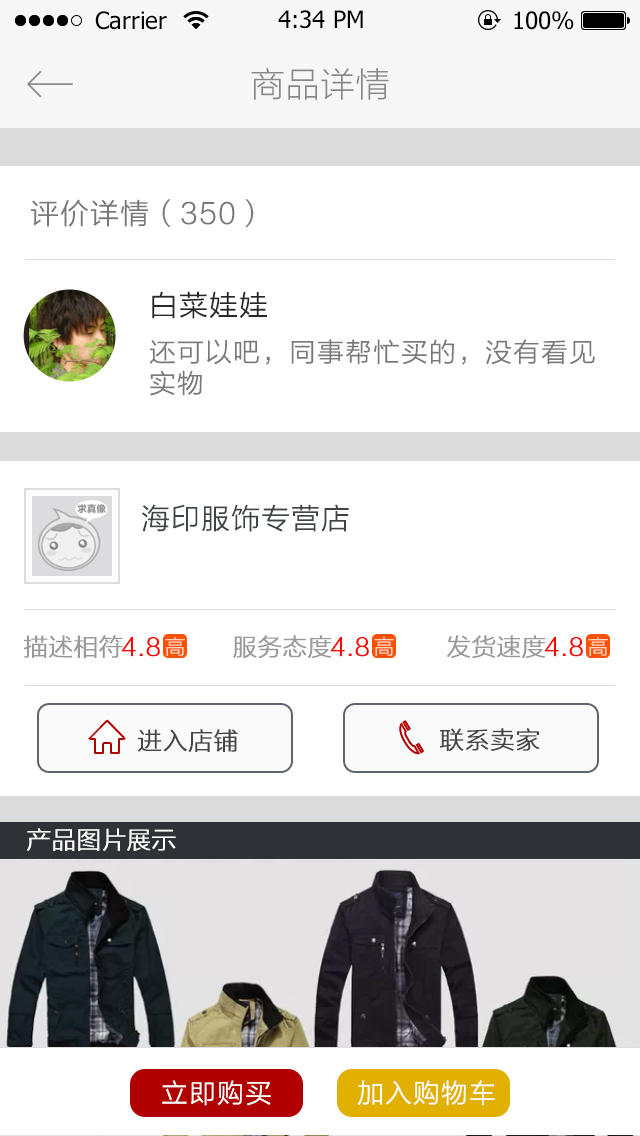 Carrier 4:34 PM 100%
商品详情
评价详情（350）
白菜娃娃
还可以吧，同事帮忙买的，没有看见
实物
求真像
海印服饰专营店
描述相符4.8高 服务态度4.8高 发货速度4.8高
进入店铺 联系卖家
产品图片展示
立即购买 加入购物车